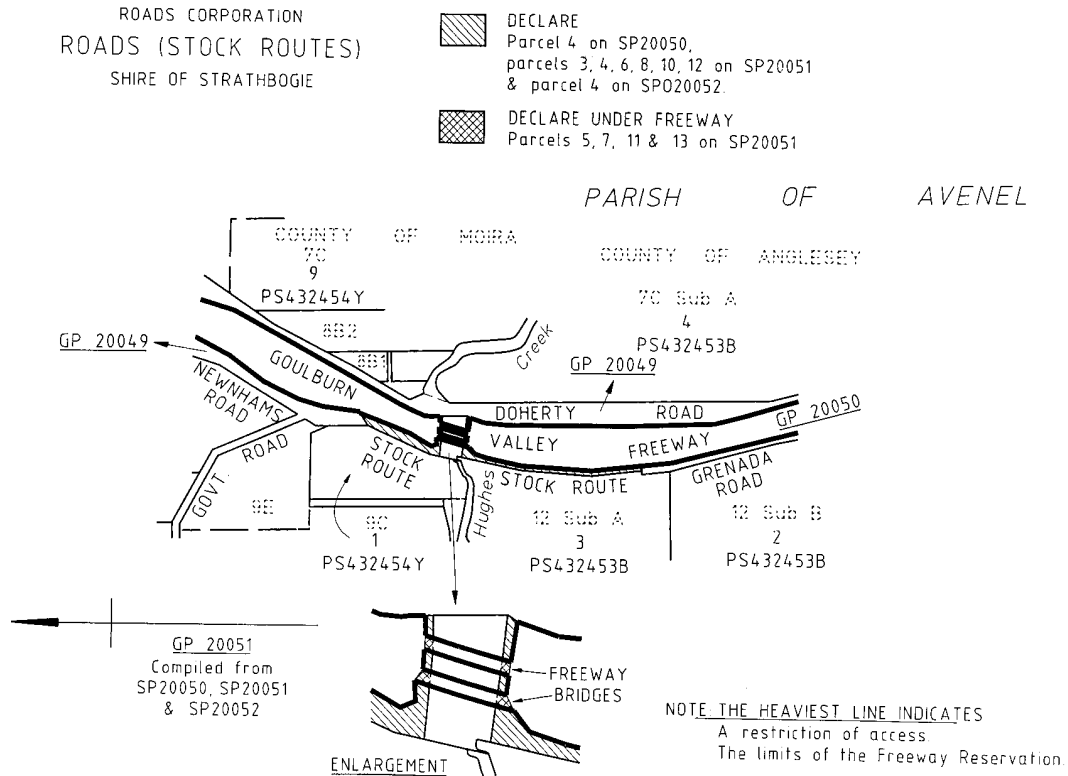 ROADS CORPORATION
ROADS (STOCK ROUTES)
SHIRE OF STRATHBOGIE
DECLARE
Parcel 4 on SP20050,
parcels 3, 4, 6, 8, 10, 12 on SP20051
& parcel 4 on SPO20052.
DECLARE UNDER FREEWAY
Parcels 5, 7, 11 & 13 on SP20051
PARISH OF AVENEL
COUNTY OF MOIRA
COUNTY OF ANGLESEY
7C
9
PS432454Y
7C Sub A
4
PS432453B
8B2
8B1
Creek
GP 20049
GP 20049
GOULBURN
DOHERTY ROAD
GP 20050
VALLEY FREEWAY
NEWNHAMS
ROAD
GOVT. ROAD
STOCK
ROUTE
STOCK ROUTE
GRENADA
ROAD
Hughes
9E
9C
1
PS432454Y
12 Sub A
3
PS432453B
12 Sub B
2
PS432453B
GP 20051
Compiled from
SP20050, SP20051
& SP20052
FREEWAY
BRIDGES
ENLARGEMENT
NOTE: THE HEAVIEST LINE INDICATES
A restriction of access.
The limits of the Freeway Reservation.